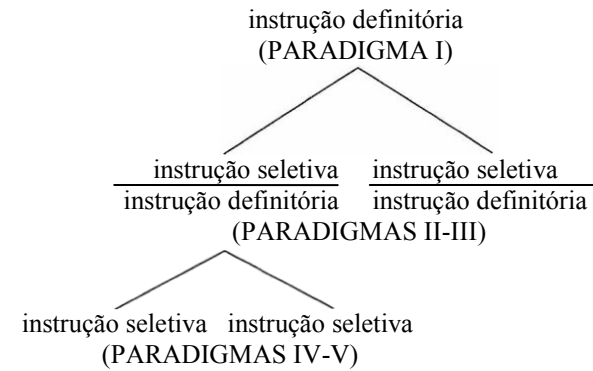 instrução definitória
(PARADIGMA I)
instrução seletiva instrução seletiva
instrução definitória instrução definitória
(PARADIGMAS II-III)
instrução seletiva instrução seletiva
(PARADIGMAS IV-V)